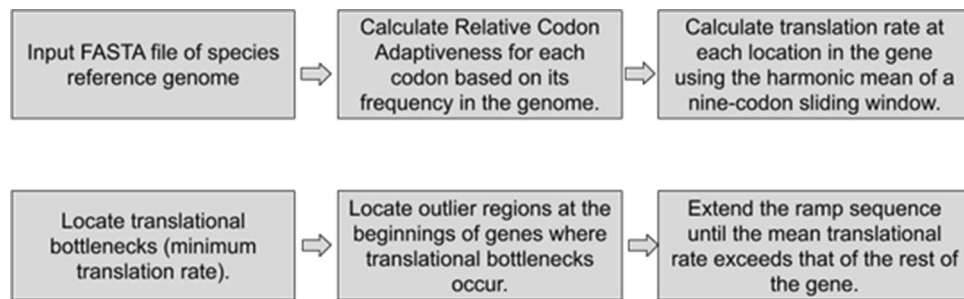 Input FASTA file of species
reference genome
Calculate Relative Codon
Adaptiveness for each
codon based on its
frequency in the genome.
Calculate translation rate at
each location in the gene
using the harmonic mean of a
nine-codon sliding window.
Locate translational
bottlenecks (minimum
translation rate).
Locate outlier regions at the
beginnings of genes where
translational bottlenecks
occur.
Extend the ramp sequence
until the mean translational
rate exceeds that of the rest of
the gene.